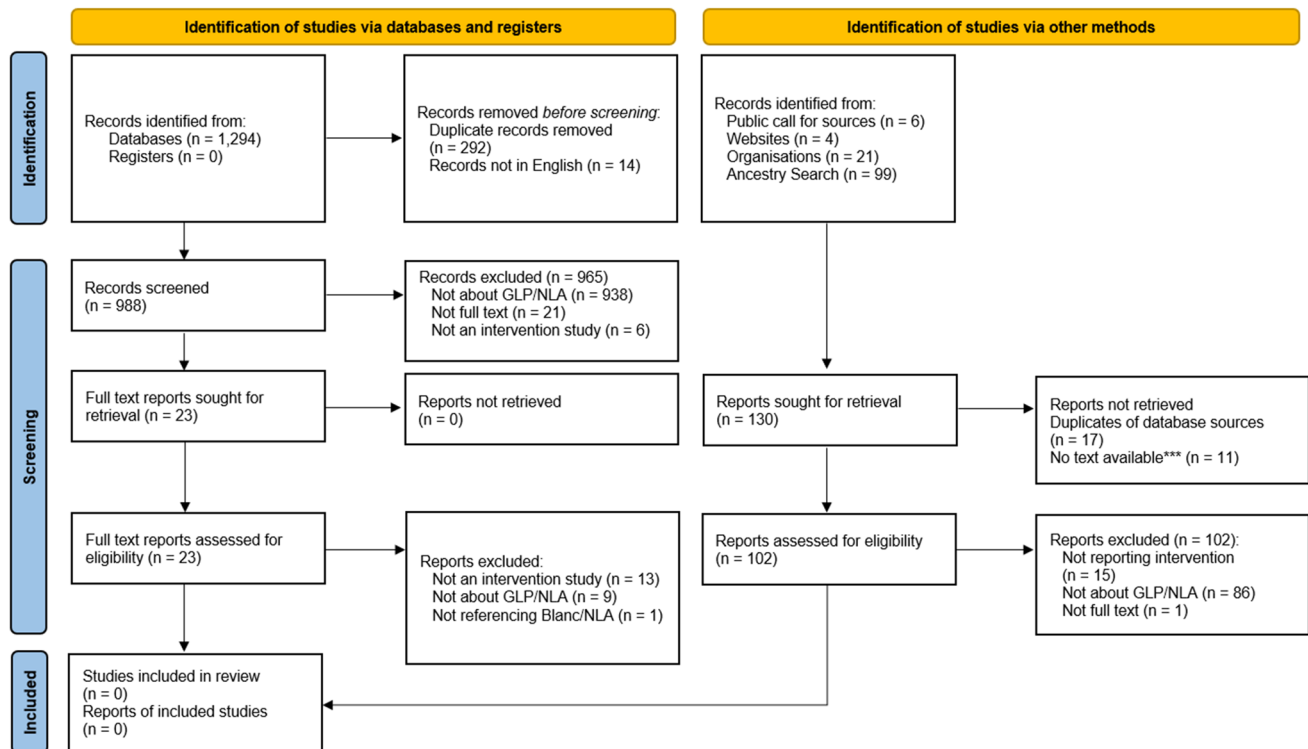 Identification of studies via databases and registers
Identification of studies via other methods
Identification
Records identified from:
Databases (n = 1,294)
Registers (n = 0)
Records removed before screening:
Duplicate records removed
(n = 292)
Records not in English (n = 14)
Records identified from:
Public call for sources (n = 6)
Websites (n = 4)
Organisations (n = 21)
Ancestry Search (n = 99)
Screening
Records screened
(n = 988)
Records excluded (n = 965)
Not about GLP/NLA (n = 938)
Not full text (n = 21)
Not an intervention study (n = 6)
Full text reports sought for
retrieval (n = 23)
Reports not retrieved
(n = 0)
Reports sought for retrieval
(n = 130)
Reports not retrieved
Duplicates of database sources
(n = 17)
No text available*** (n = 11)
Full text reports assessed for
eligibility (n = 23)
Reports excluded:
Not an intervention study (n = 13)
Not about GLP/NLA (n = 9)
Not referencing Blanc/NLA (n = 1)
Reports assessed for eligibility
(n = 102)
Reports excluded (n = 102):
Not reporting intervention
(n = 15)
Not about GLP/NLA (n = 86)
Not full text (n = 1)
Included
Studies included in review
(n = 0)
Reports of included studies
(n = 0)